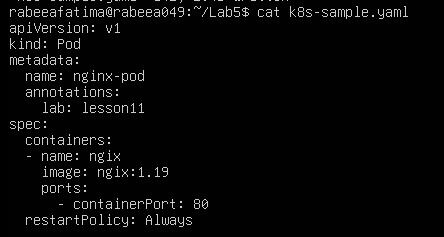 rabeeafatima@rabeea049:~/Lab5$ cat k8s-sample.yaml
apiVersion: v1
kind: Pod
metadata:
  name: nginx-pod
  annotations:
    lab: lesson11
spec:
  containers:
  - name: ngix
    image: ngix:1.19
    ports:
      - containerPort: 80
  restartPolicy: Always